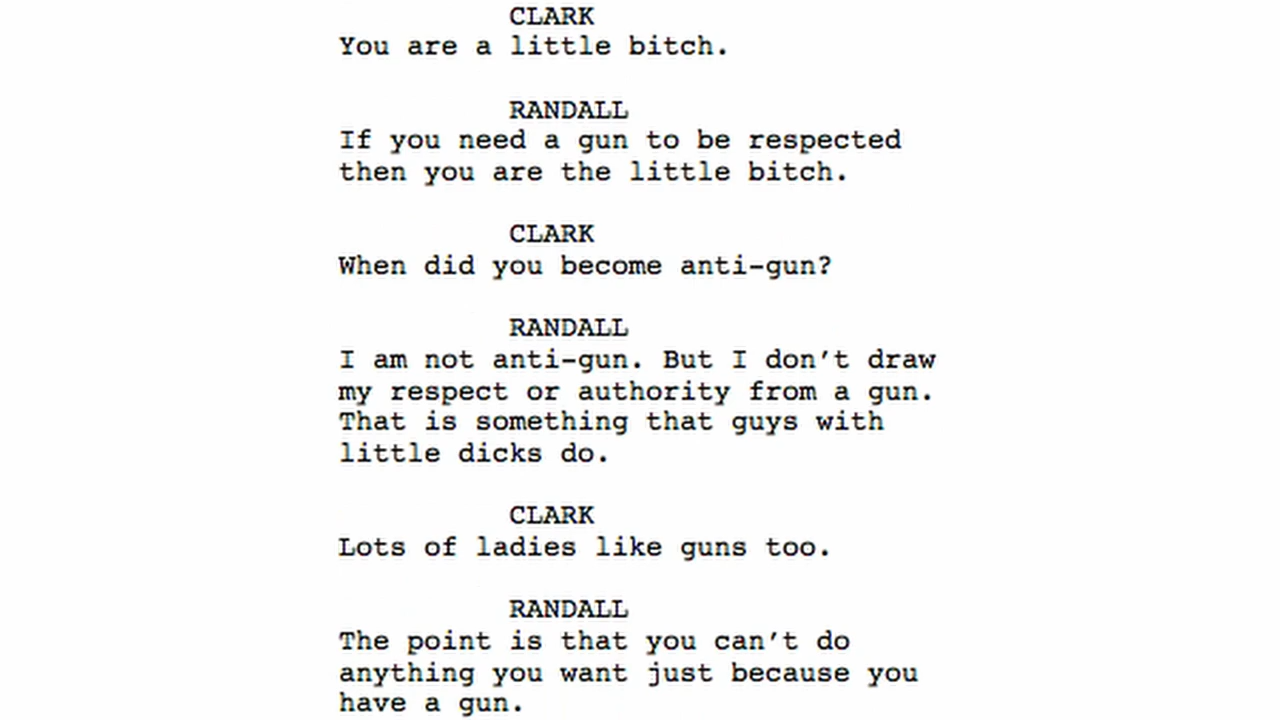 CLARK
You are a little bitch.
RANDALL
If you need a gun to be respected
then you are the little bitch.
CLARK
When did you become anti-gun?
RANDALL
I am not anti-gun. But I don't draw
my respect or authority from a gun.
That is something that guys with
little dicks do.
CLARK
Lots of ladies like guns too.
RANDALL
The point is that you can't do
anything you want just because you
have a gun.